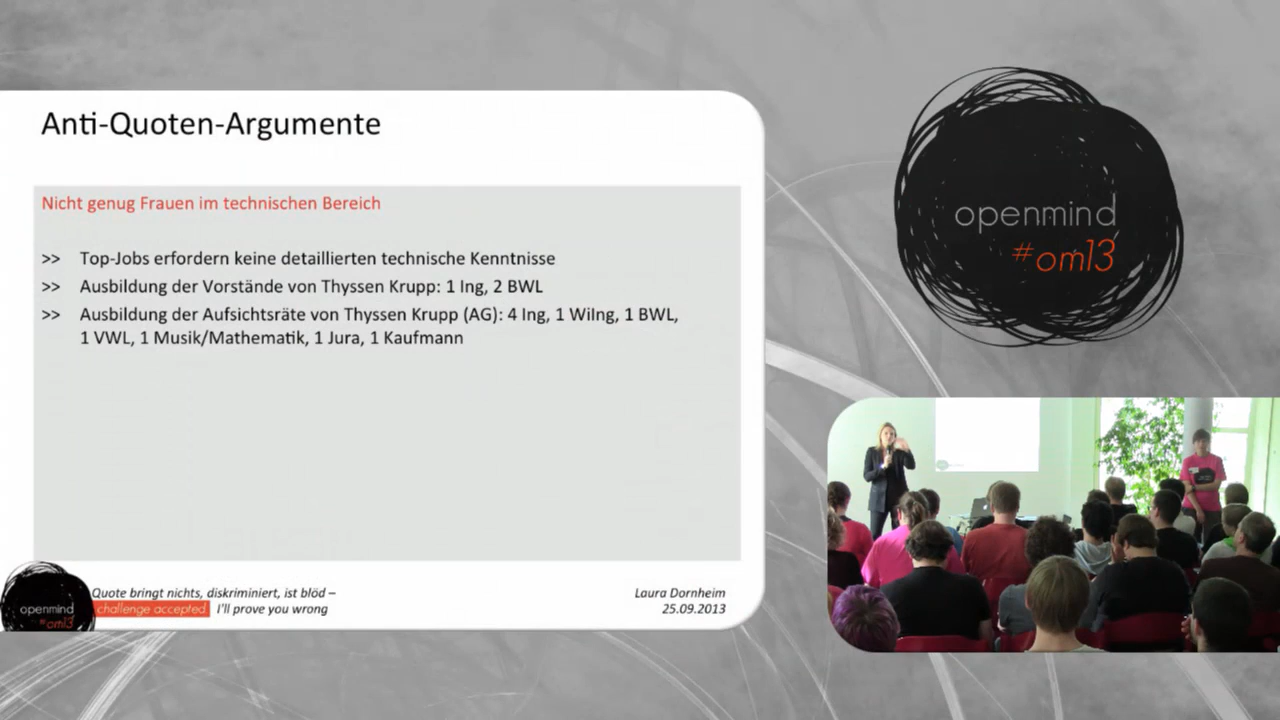 Anti-Quoten-Argumente
Nicht genug Frauen im technischen Bereich
>> Top-Jobs erfordern keine detaillierten technische Kenntnisse
>> Ausbildung der Vorstände von Thyssen Krupp: 1 Ing, 2 BWL
>> Ausbildung der Aufsichtsräte von Thyssen Krupp (AG): 4 Ing, 1 WiIng, 1 BWL,
1 VWL, 1 Musik/Mathematik, 1 Jura, 1 Kaufmann
openmind
#om13
Quote bringt nichts, diskriminiert, ist blöd –
challenge accepted I'll prove you wrong
Laura Dornheim
25.09.2013
openmind
#om13